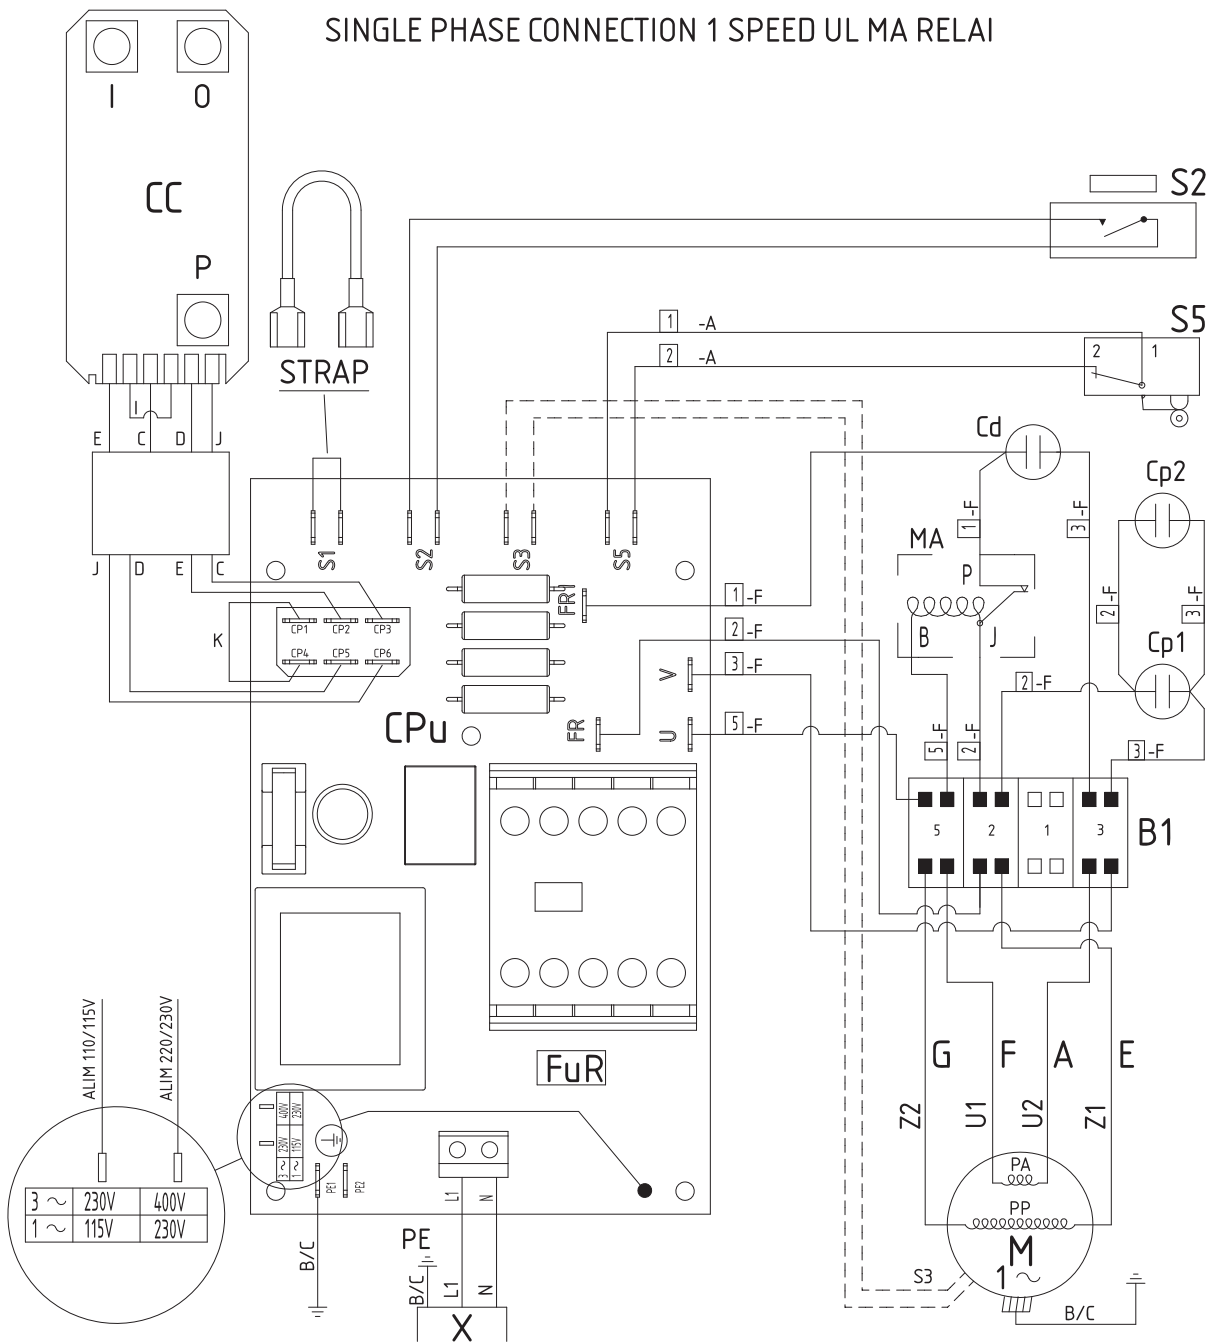 SINGLE PHASE CONNECTION 1 SPEED UL MA RELAI
I O
CC
P
STRAP
S2
S5
1 -A
2 -A
2 1
I
E C D J
J D E C
K
CP1 CP2 CP3
CP4 CP5 CP6
S1 S2 S3 S5
FR1
FR
V
U
CPu
1 -F
2 -F
3 -F
5 -F
Cd
1 -F
3 -F
MA
P
B J
Cp2
2 -F
3 -F
Cp1
2 -F
3 -F
5 -F
2 -F
5 2 1 3
B1
FuR
G F A E
Z2 U1 U2 Z1
PA
PP
M
1 ~
S3
B/C
ALIM 110/115V
ALIM 220/230V
3 ~ 230V 400V
1 ~ 115V 230V
3 ~ 230V 400V
1 ~ 115V 230V
PE1 PE2
B/C
L1 N
PE
B/C
L1 N
X